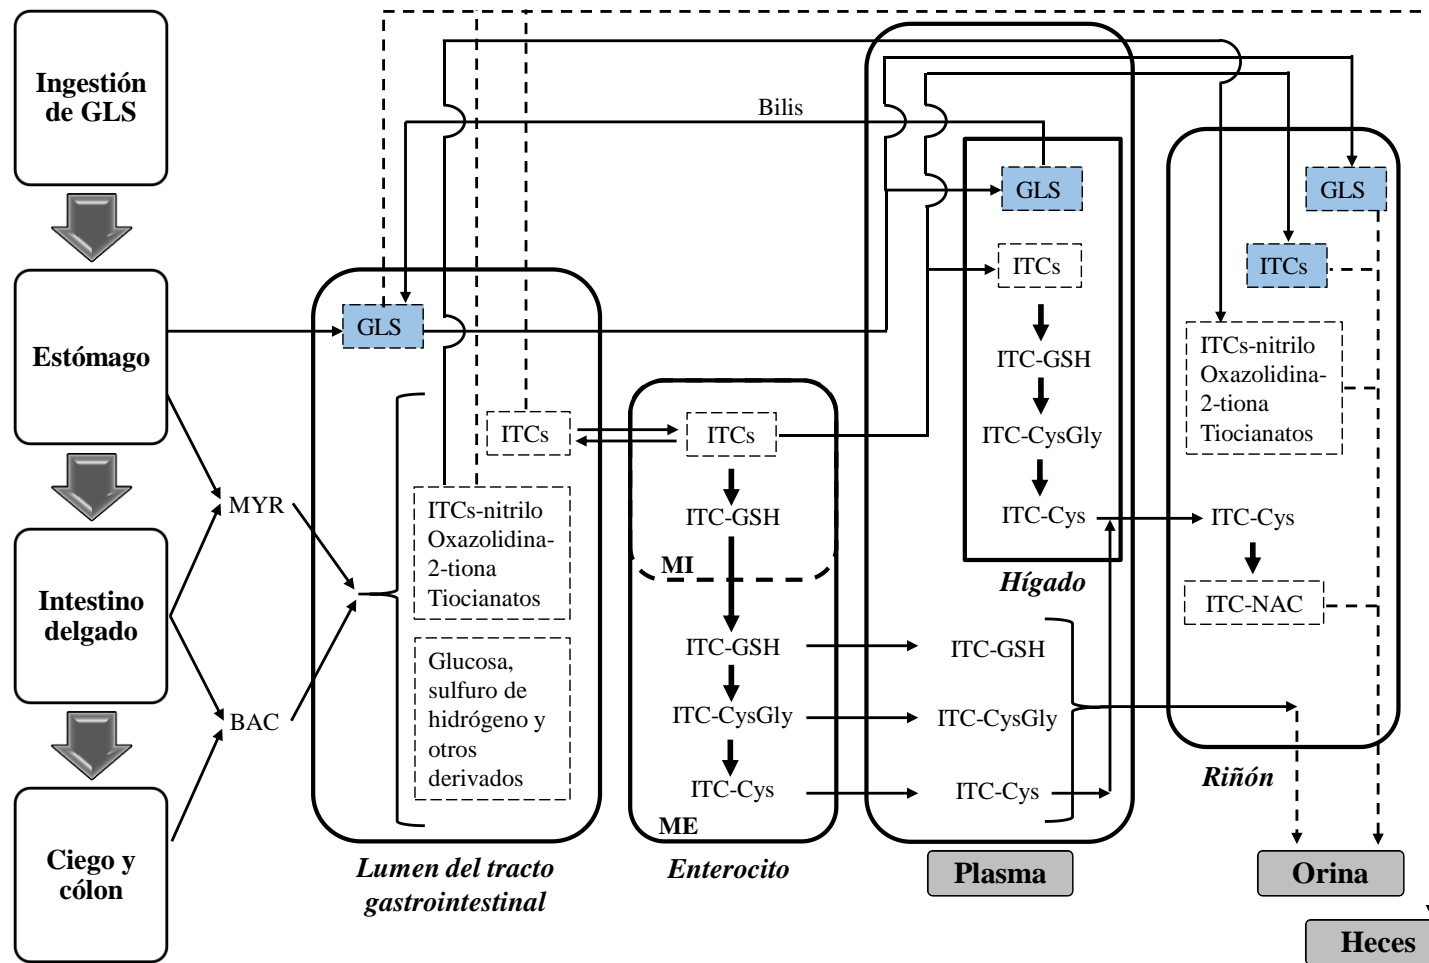 Ingestión
de GLS
Estómago
Intestino
delgado
Ciego y
cólon
MYR
BAC
GLS
ITCs
ITCs-nitrilo
Oxazolidina-
2-tiona
Tiocianatos
Glucosa,
sulfuro de
hidrógeno y
otros
derivados
Lumen del tracto
gastrointestinal
ITCs
ITC-GSH
MI
ITC-GSH
ITC-CysGly
ITC-Cys
ME
Enterocito
Bilis
GLS
ITCs
ITC-GSH
ITC-CysGly
ITC-Cys
Hígado
ITC-GSH
ITC-CysGly
ITC-Cys
Plasma
GLS
ITCs
ITCs-nitrilo
Oxazolidina-
2-tiona
Tiocianatos
ITC-Cys
ITC-NAC
Riñón
Orina
Heces